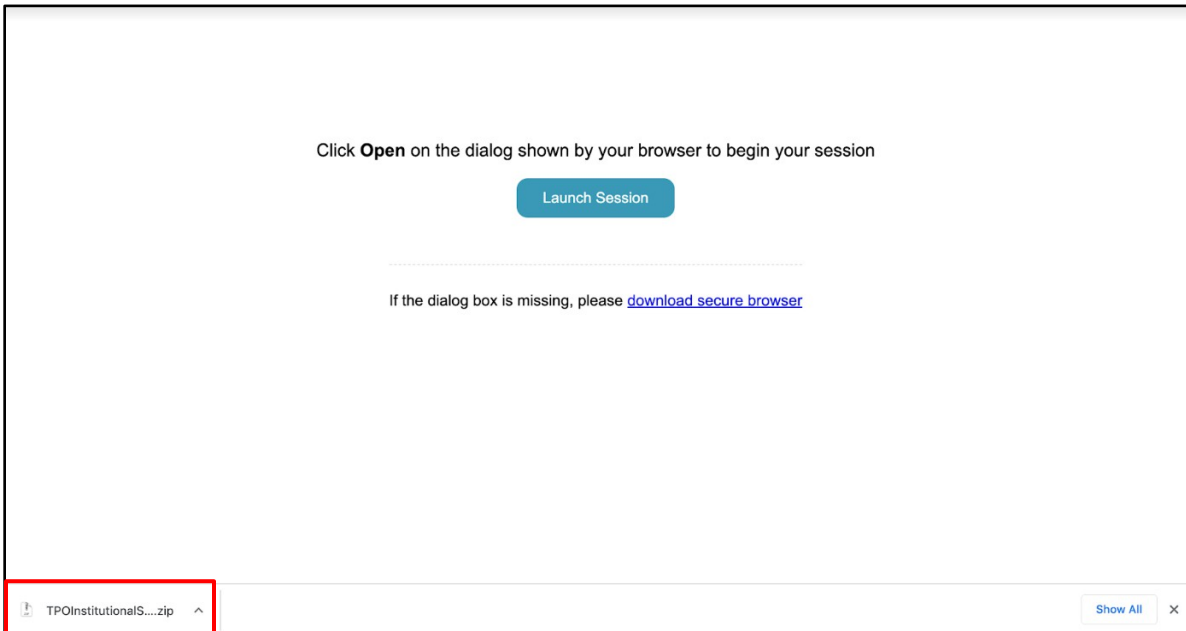 Click Open on the dialog shown by your browser to begin your session
Launch Session
If the dialog box is missing, please download secure browser
TPOInstitutionalS....zip
Show All